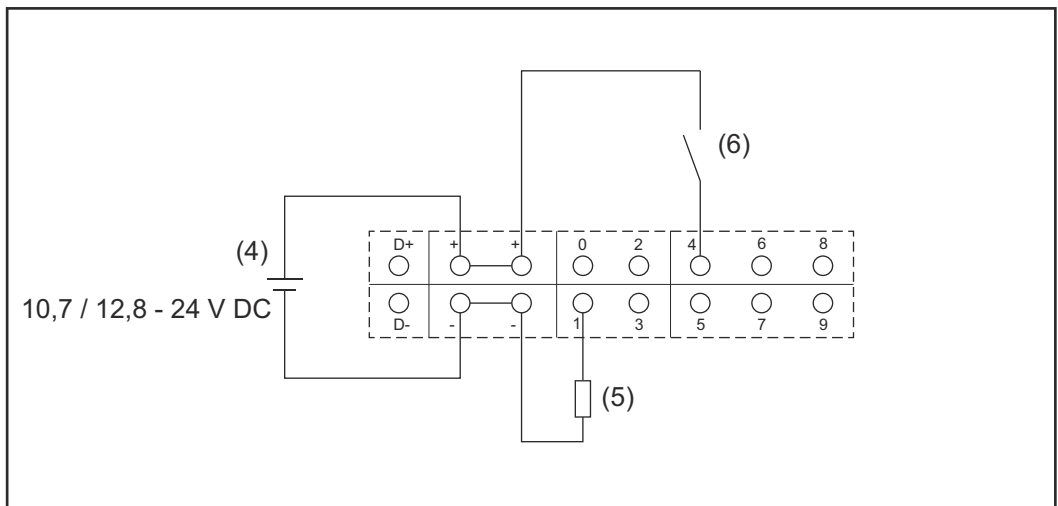 (6)
(4)
10,7 / 12,8 - 24 V DC
D+ + + 0 2 4 6 8
D- - - 1 3 5 7 9
(5)